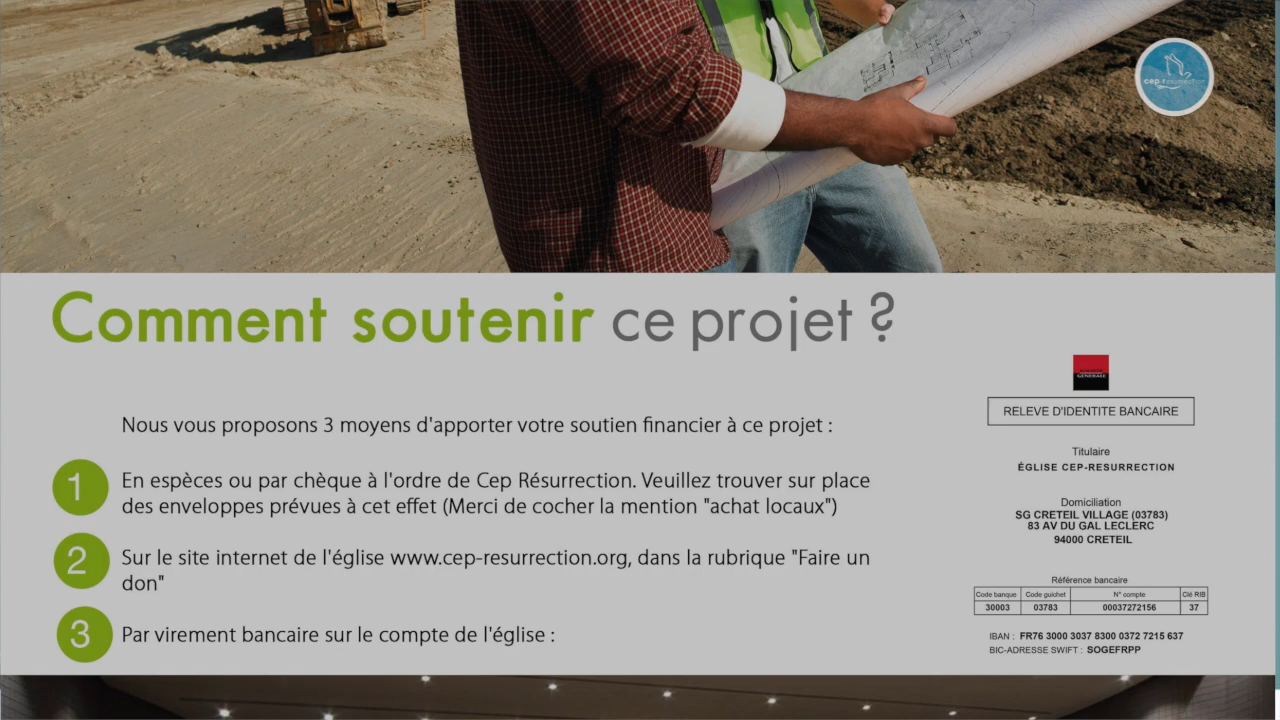 cep-résurrection
Comment soutenir ce projet ?
Nous vous proposons 3 moyens d'apporter votre soutien financier à ce projet :
1
En espèces ou par chèque à l'ordre de Cep Résurrection. Veuillez trouver sur place
des enveloppes prévues à cet effet (Merci de cocher la mention "achat locaux")
2
Sur le site internet de l'église www.cep-resurrection.org, dans la rubrique "Faire un
don"
3
Par virement bancaire sur le compte de l'église :
SOCIETE
GENERALE
RELEVE D'IDENTITE BANCAIRE
Titulaire
ÉGLISE CEP-RESURRECTION
Domiciliation
SG CRETEIL VILLAGE (03783)
83 AV DU GAL LECLERC
94000 CRETEIL
Référence bancaire
Code banque Code guichet N° compte Clé RIB
30003 03783 00037272156 37
IBAN : FR76 3000 3037 8300 0372 7215 637
BIC-ADRESSE SWIFT : SOGEFRPP